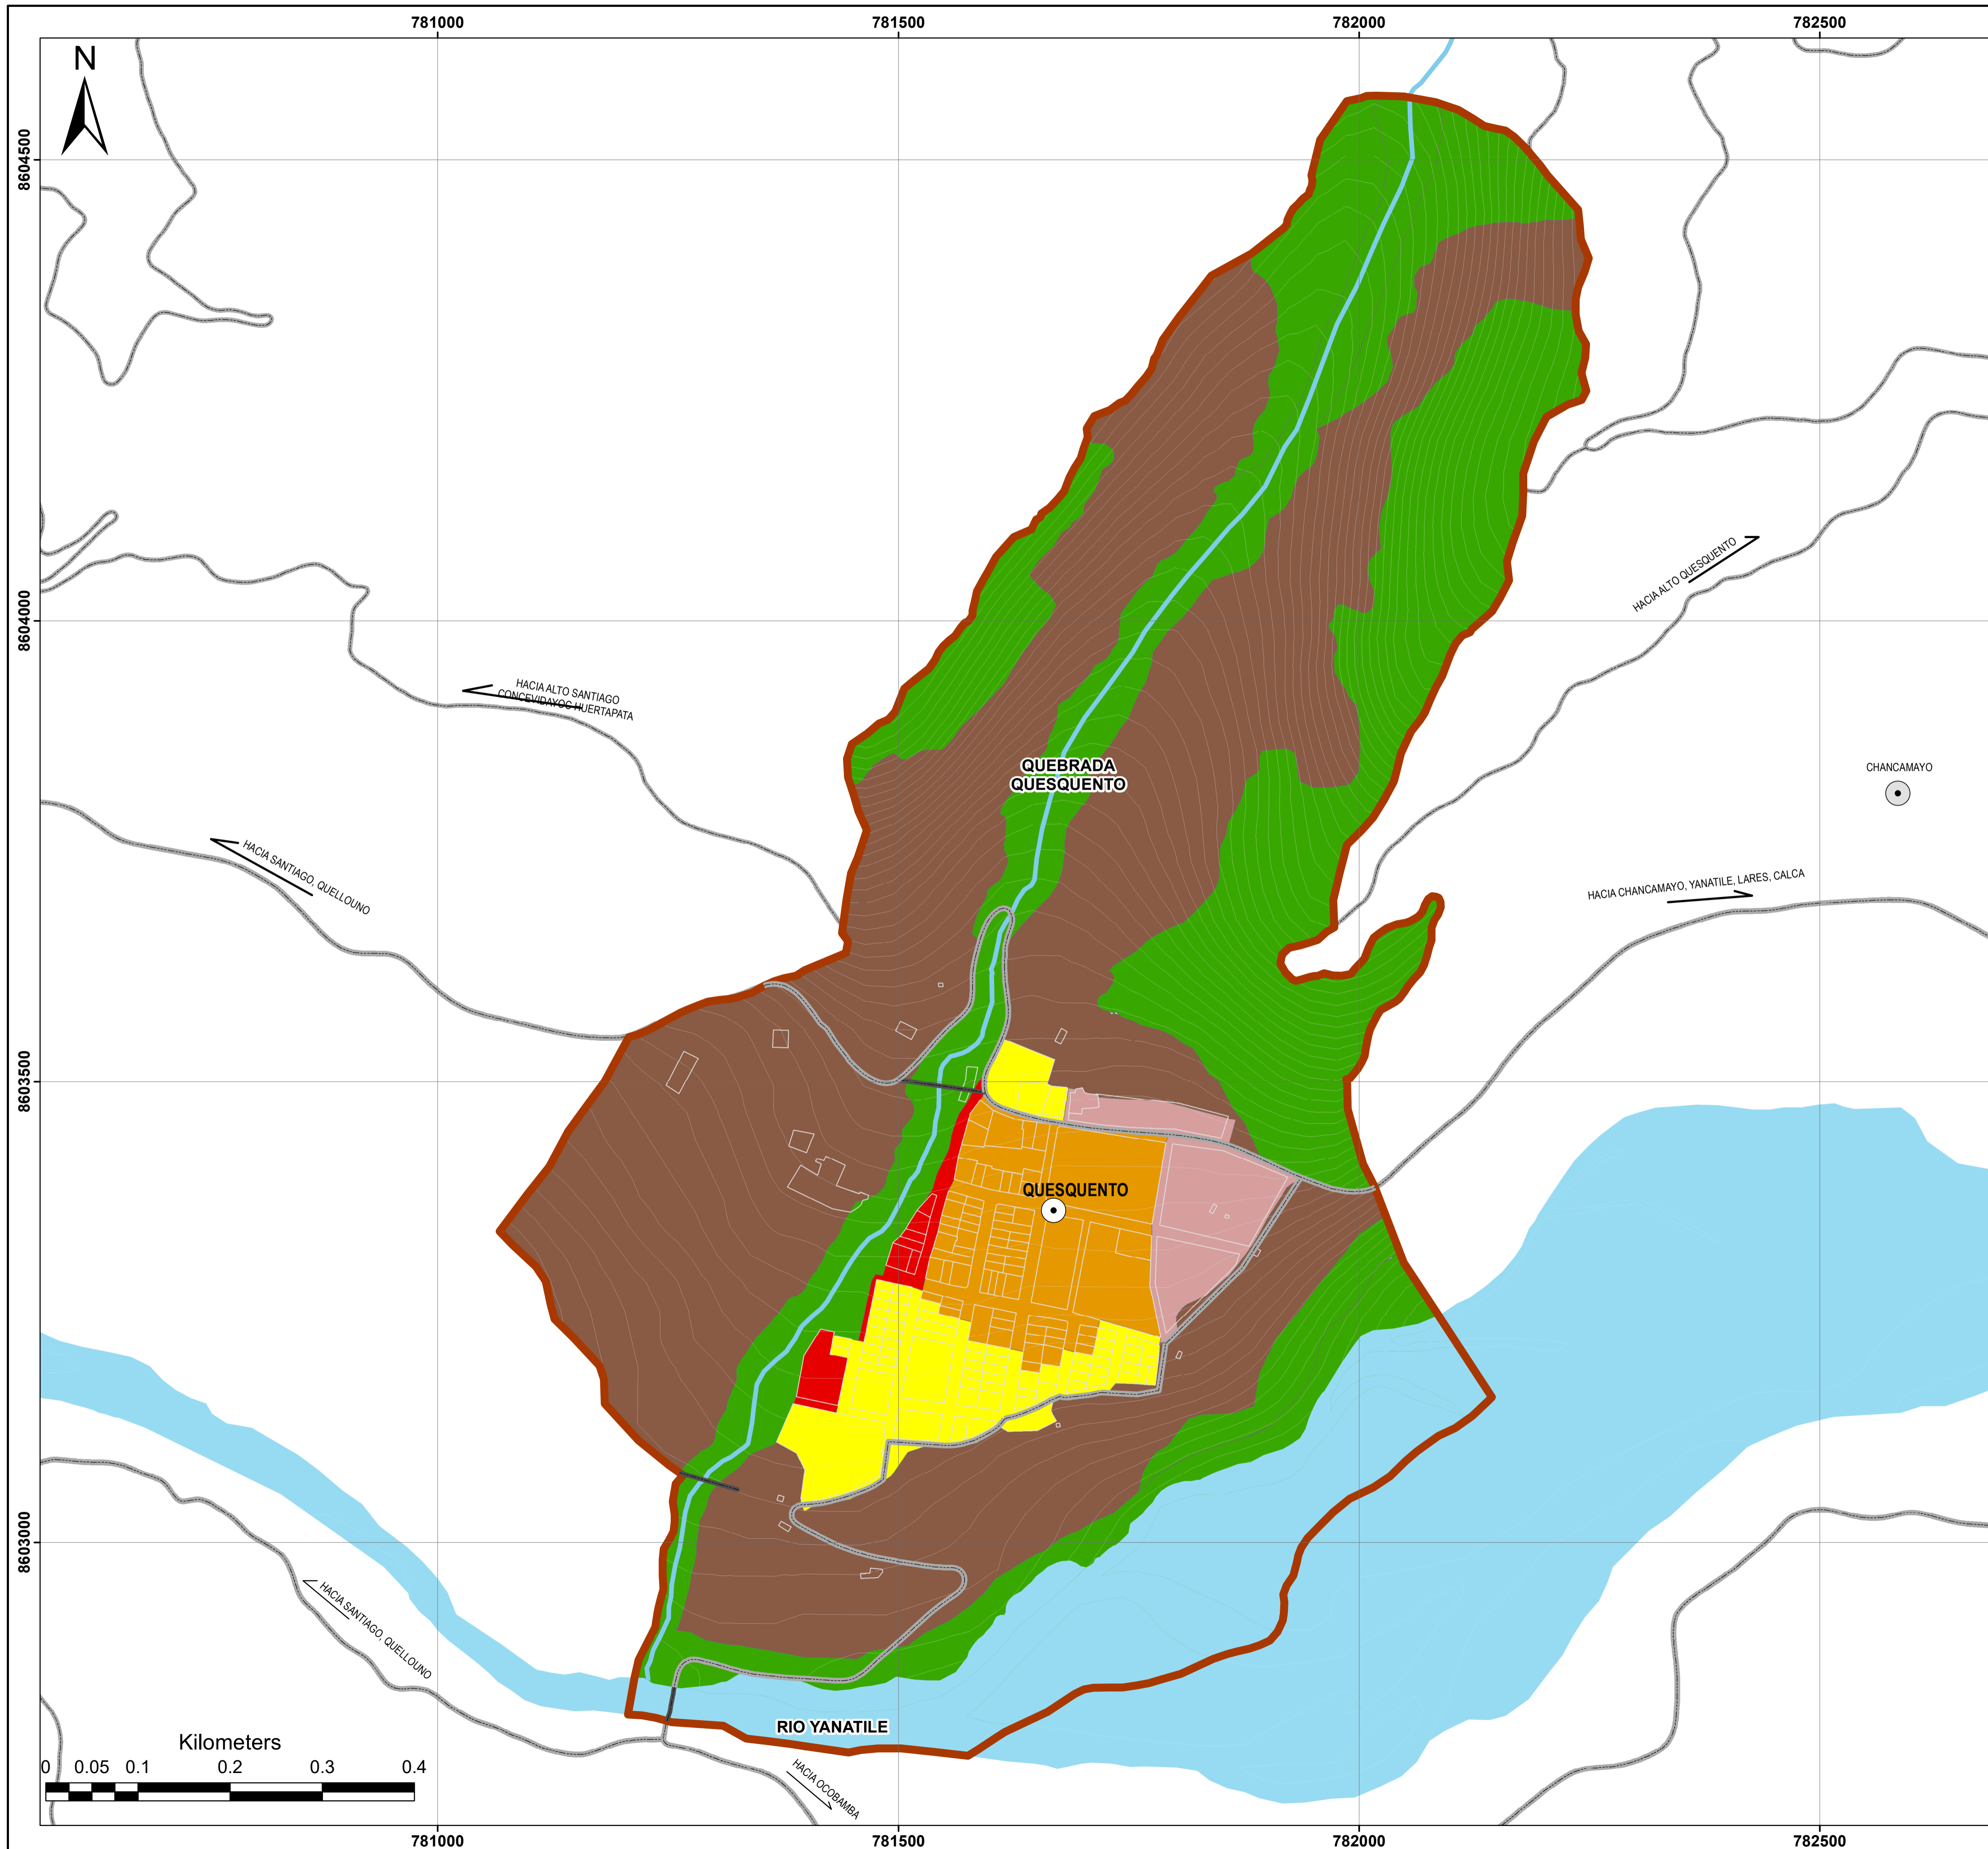 781000
781500
782000
782500
N
8604500
8604000
HACIA ALTO QUESQUENTO
HACIA ALTO SANTIAGO
CONCEVIDAYOC HUERTAPATA
QUEBRADA
QUESQUENTO
CHANCAMAYO
HACIA SANTIAGO, QUELLOUNO
HACIA CHANCAMAYO, YANATILE, LARES, CALCA
8603500
QUESQUENTO
8603000
HACIA SANTIAGO, QUELLOUNO
RIO YANATILE
HACIA OCOBAMBA
Kilometers
0 0.05 0.1 0.2 0.3 0.4
781000
781500
782000
782500